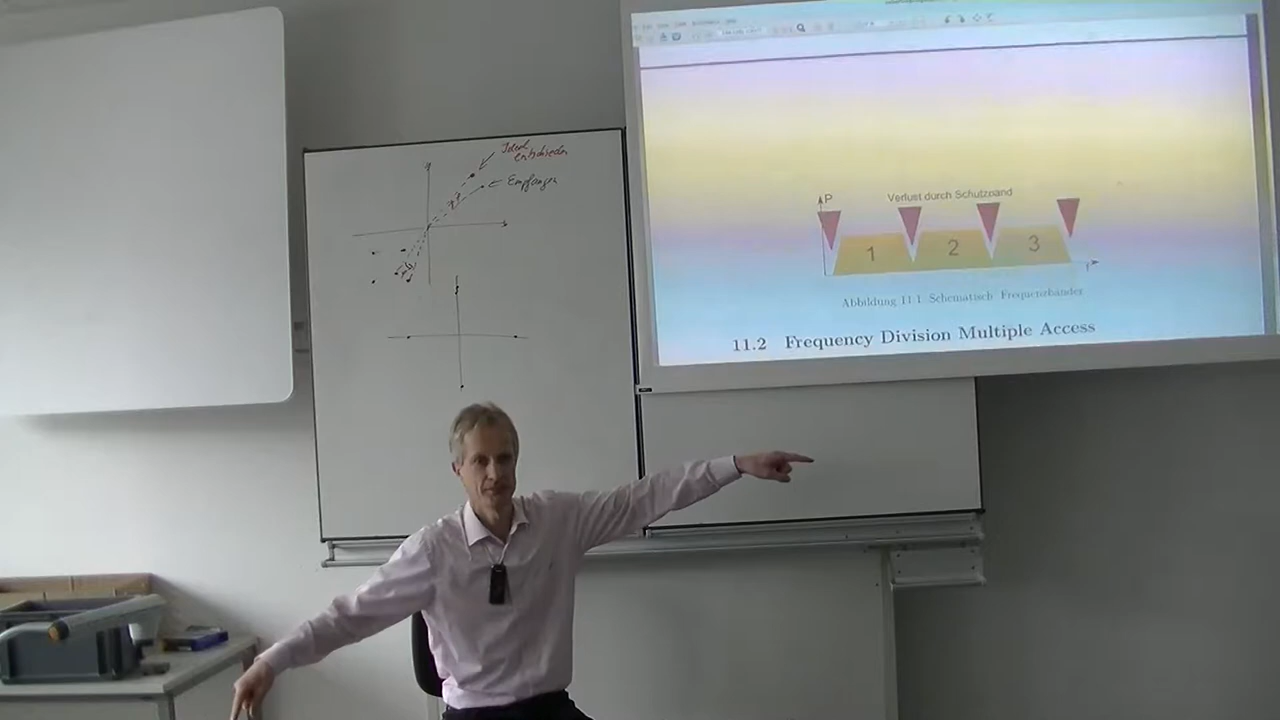 Ideal
entschieden
Empfangen
P
Verlust durch Schutzband
1 2 3
f
Abbildung 11.1 Schematisch Frequenzbänder
11.2 Frequency Division Multiple Access